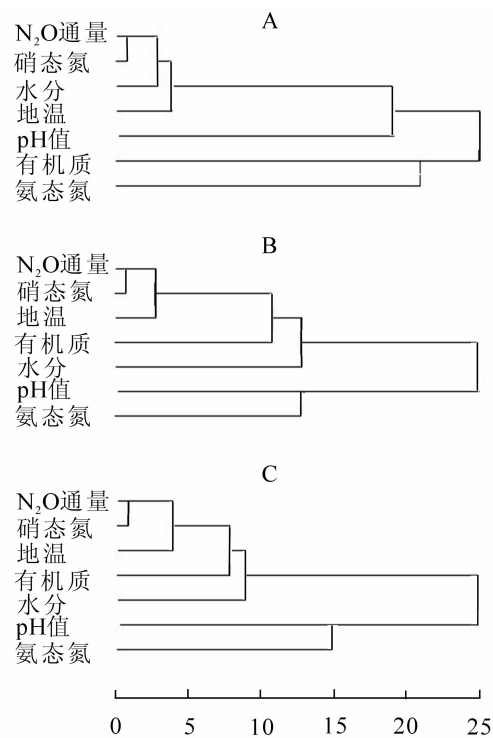 A
N₂O通量
硝态氮
水分
地温
pH值
有机质
氨态氮
B
N₂O通量
硝态氮
地温
有机质
水分
pH值
氨态氮
C
N₂O通量
硝态氮
地温
有机质
水分
pH值
氨态氮
0 5 10 15 20 25